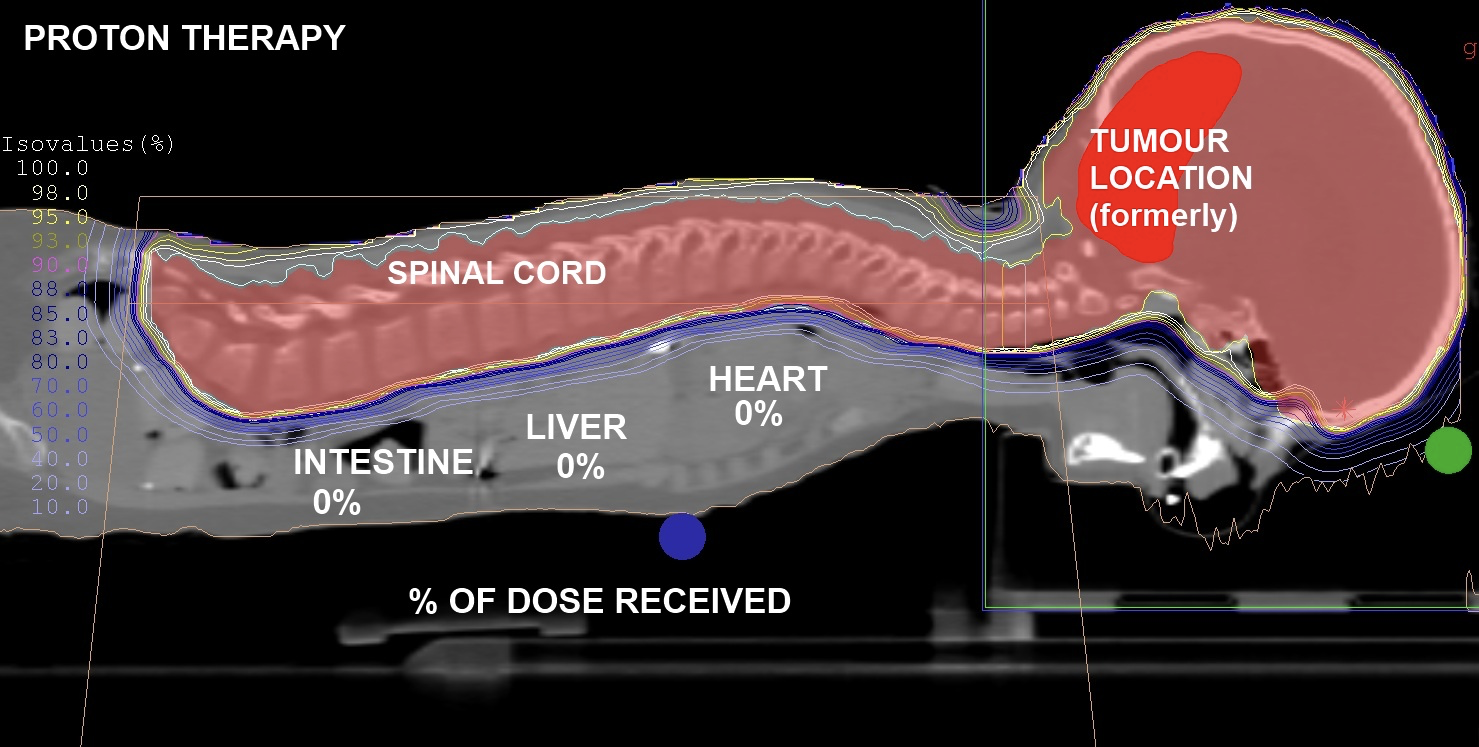 PROTON THERAPY
g
Isovalues(%)
100.0
98.0
95.0
93.0
90.0
88
85.0
83.0
80.0
70.0
60.0
50.0
40.0
20.0
10.0
TUMOUR
LOCATION
(formerly)
SPINAL CORD
HEART
0%
LIVER
0%
INTESTINE
0%
% OF DOSE RECEIVED